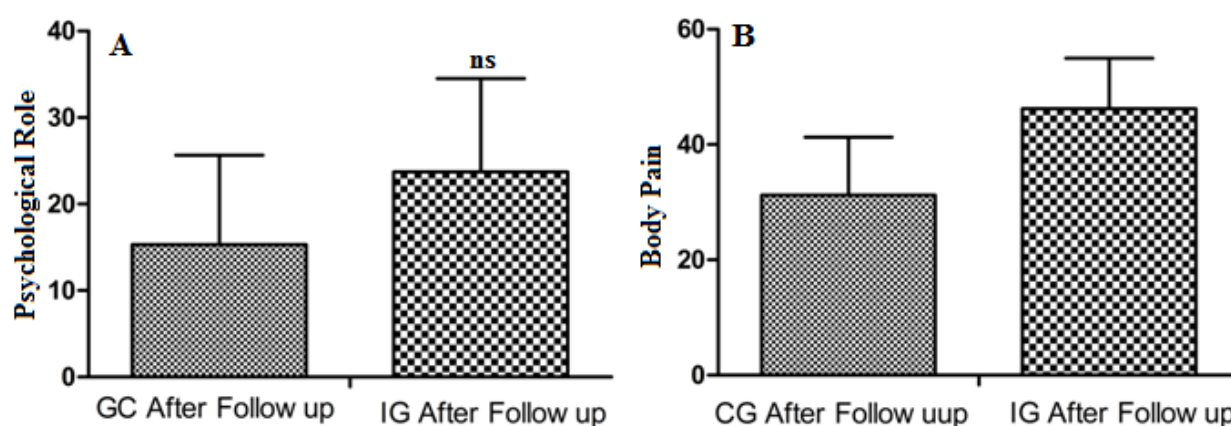 A
ns
Psychological Role
40
30
20
10
0
GC After Follow up
IG After Follow up
B
Body Pain
60
40
20
0
CG After Follow uup
IG After Follow up